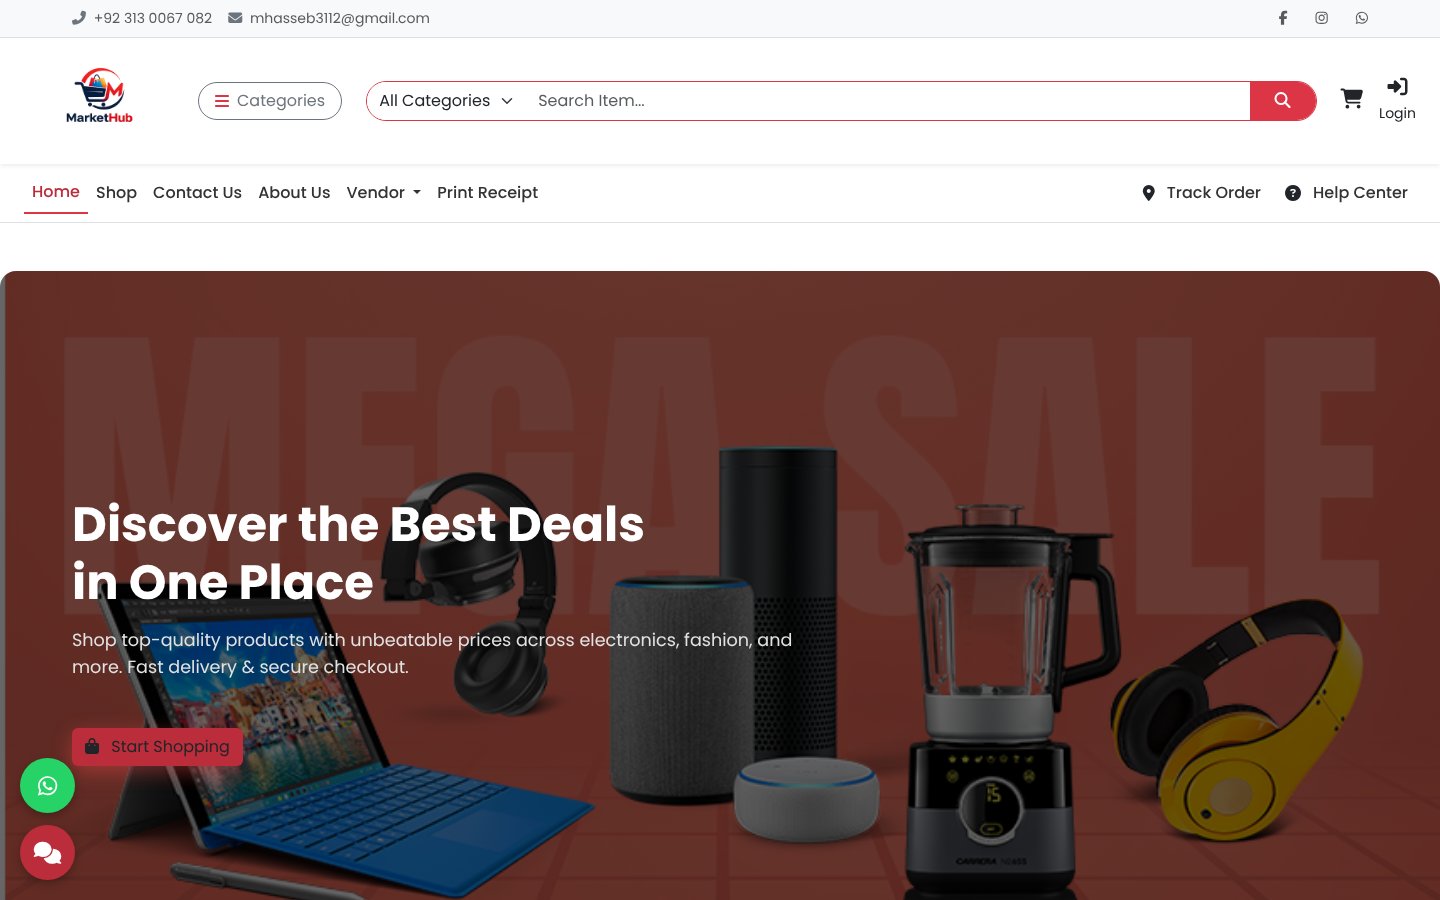 +92 313 0067 082 mhasseb3112@gmail.com
MarketHub
Categories
All Categories
Search Item...
Login
Home Shop Contact Us About Us Vendor Print Receipt
Track Order Help Center
MEGA SALE
Discover the Best Deals
in One Place
Shop top-quality products with unbeatable prices across electronics, fashion, and
more. Fast delivery & secure checkout.
Start Shopping
15